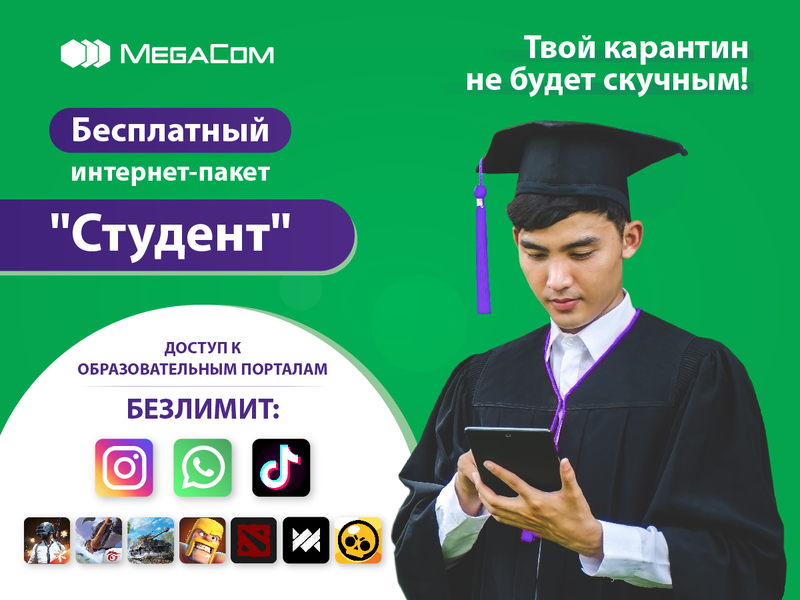 MEGACOM
Твой карантин
не будет скучным!
Бесплатный
интернет-пакет
"Студент"
ДОСТУП К
ОБРАЗОВАТЕЛЬНЫМ ПОРТАЛАМ
БЕЗЛИМИТ: